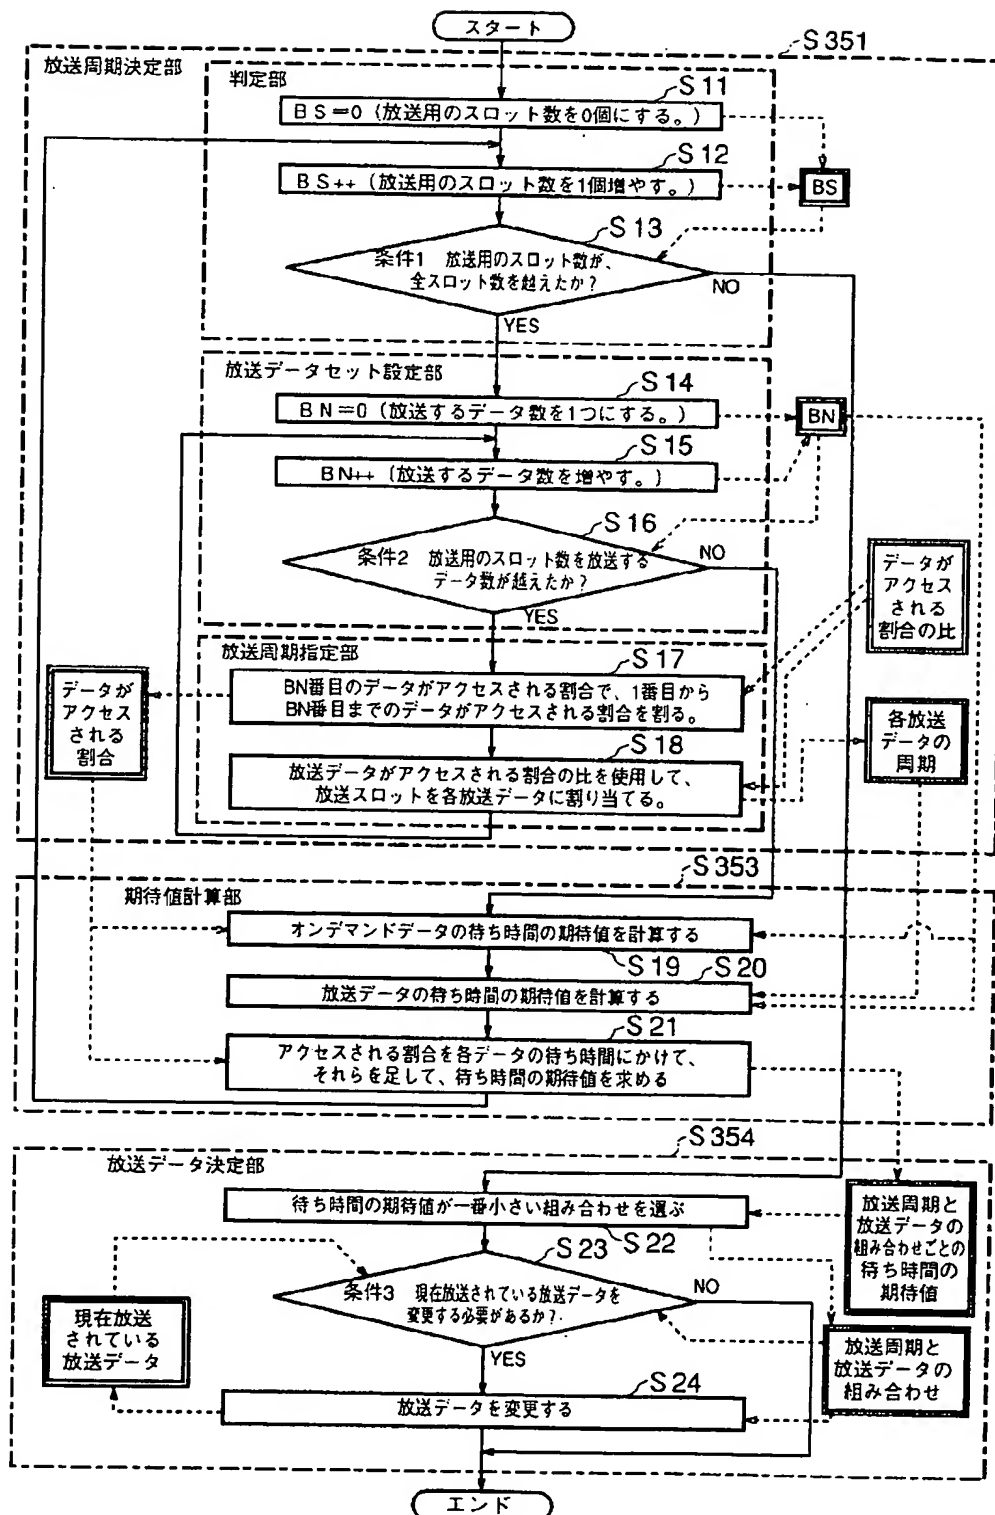 スタート
S351
放送周期決定部
判定部
S11
BS=0 (放送用のスロット数を0個にする。)
S12
BS++ (放送用のスロット数を1個増やす。)
BS
S13
条件1 放送用のスロット数が、
全スロット数を越えたか?
NO
YES
放送データセット設定部
S14
BN=0 (放送するデータ数を1つにする。)
BN
S15
BN++ (放送するデータ数を増やす。)
S16
条件2 放送用のスロット数を放送する
データ数が越えたか?
NO
YES
データが
アクセス
される
割合の比
放送周期指定部
S17
BN番目のデータがアクセスされる割合で、1番目から
BN番目までのデータがアクセスされる割合を割る。
データが
アクセス
される
割合
S18
放送データがアクセスされる割合の比を使用して、
放送スロットを各放送データに割り当てる。
各放送
データの
周期
S353
期待値計算部
オンデマンドデータの待ち時間の期待値を計算する
S19
S20
放送データの待ち時間の期待値を計算する
S21
アクセスされる割合を各データの待ち時間にかけて、
それらを足して、待ち時間の期待値を求める
S354
放送データ決定部
待ち時間の期待値が一番小さい組み合わせを選ぶ
S22
放送周期と
放送データの
組み合わせごとの
待ち時間の
期待値
S23
条件3 現在放送されている放送データを
変更する必要があるか?
NO
YES
現在放送
されている
放送データ
放送周期と
放送データの
組み合わせ
S24
放送データを変更する
エンド